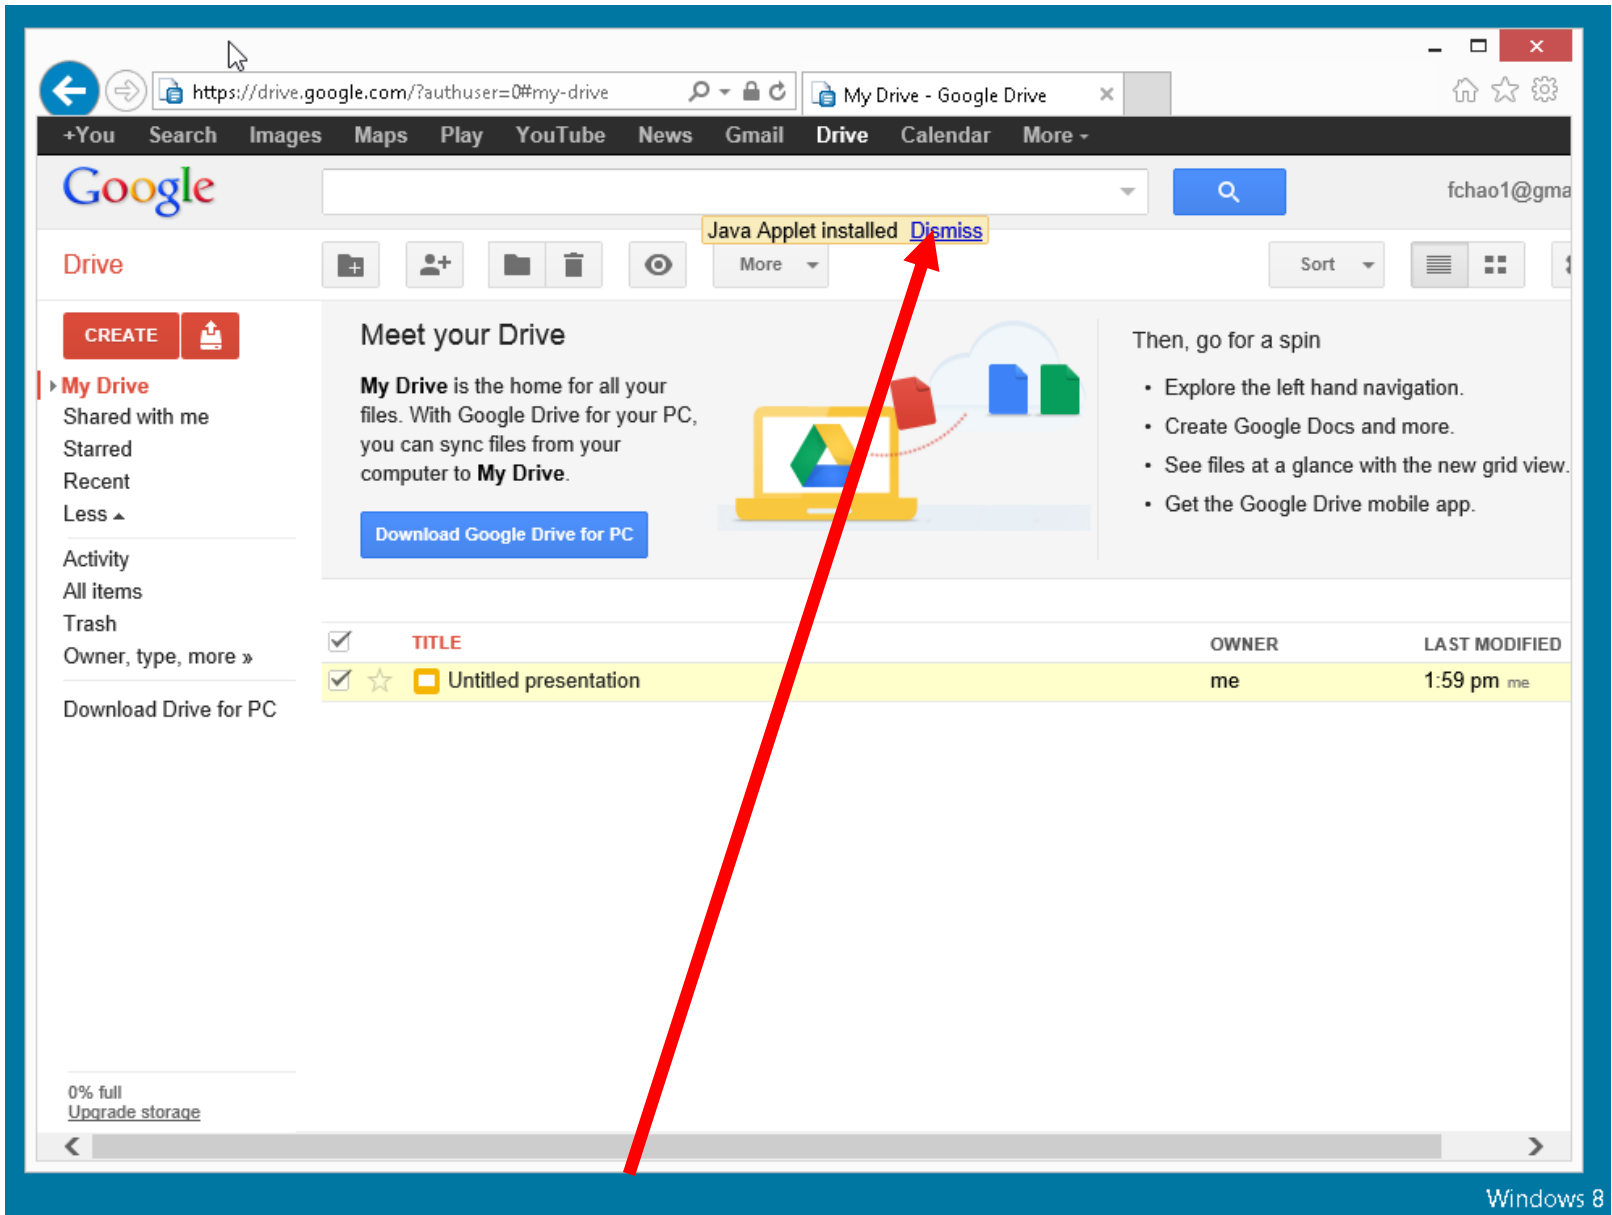 https://drive.google.com/?authuser=0#my-drive
My Drive - Google Drive
+You Search Images Maps Play YouTube News Gmail Drive Calendar More
Google
fchao1@gma
Java Applet installed Dismiss
Drive
More
Sort
CREATE
My Drive
Shared with me
Starred
Recent
Less
Activity
All items
Trash
Owner, type, more »
Download Drive for PC
Meet your Drive
My Drive is the home for all your
files. With Google Drive for your PC,
you can sync files from your
computer to My Drive.
Download Google Drive for PC
Then, go for a spin
• Explore the left hand navigation.
• Create Google Docs and more.
• See files at a glance with the new grid view.
• Get the Google Drive mobile app.
TITLE OWNER LAST MODIFIED
Untitled presentation me 1:59 pm me
0% full
Upgrade storage
Windows 8